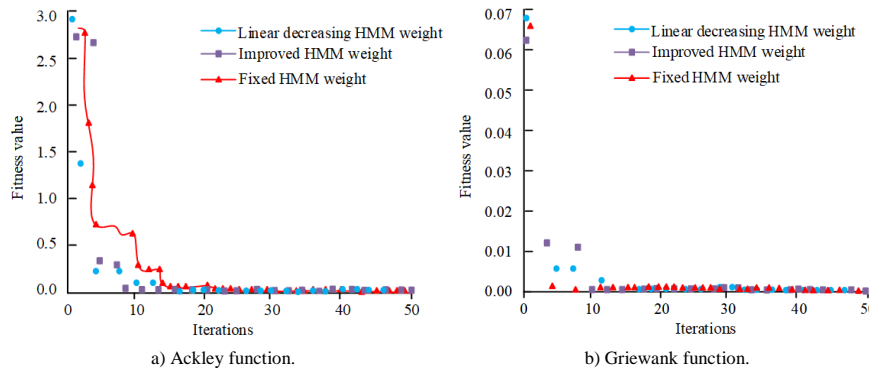 3.0
2.5
2.0
1.5
1.0
0.5
0.0
0
10
20
30
40
50
Fitness value
Iterations
Linear decreasing HMM weight
Improved HMM weight
Fixed HMM weight
a) Ackley function.
0.07
0.06
0.05
0.04
0.03
0.02
0.01
0.00
0
10
20
30
40
50
Fitness value
Iterations
Linear decreasing HMM weight
Improved HMM weight
Fixed HMM weight
b) Griewank function.